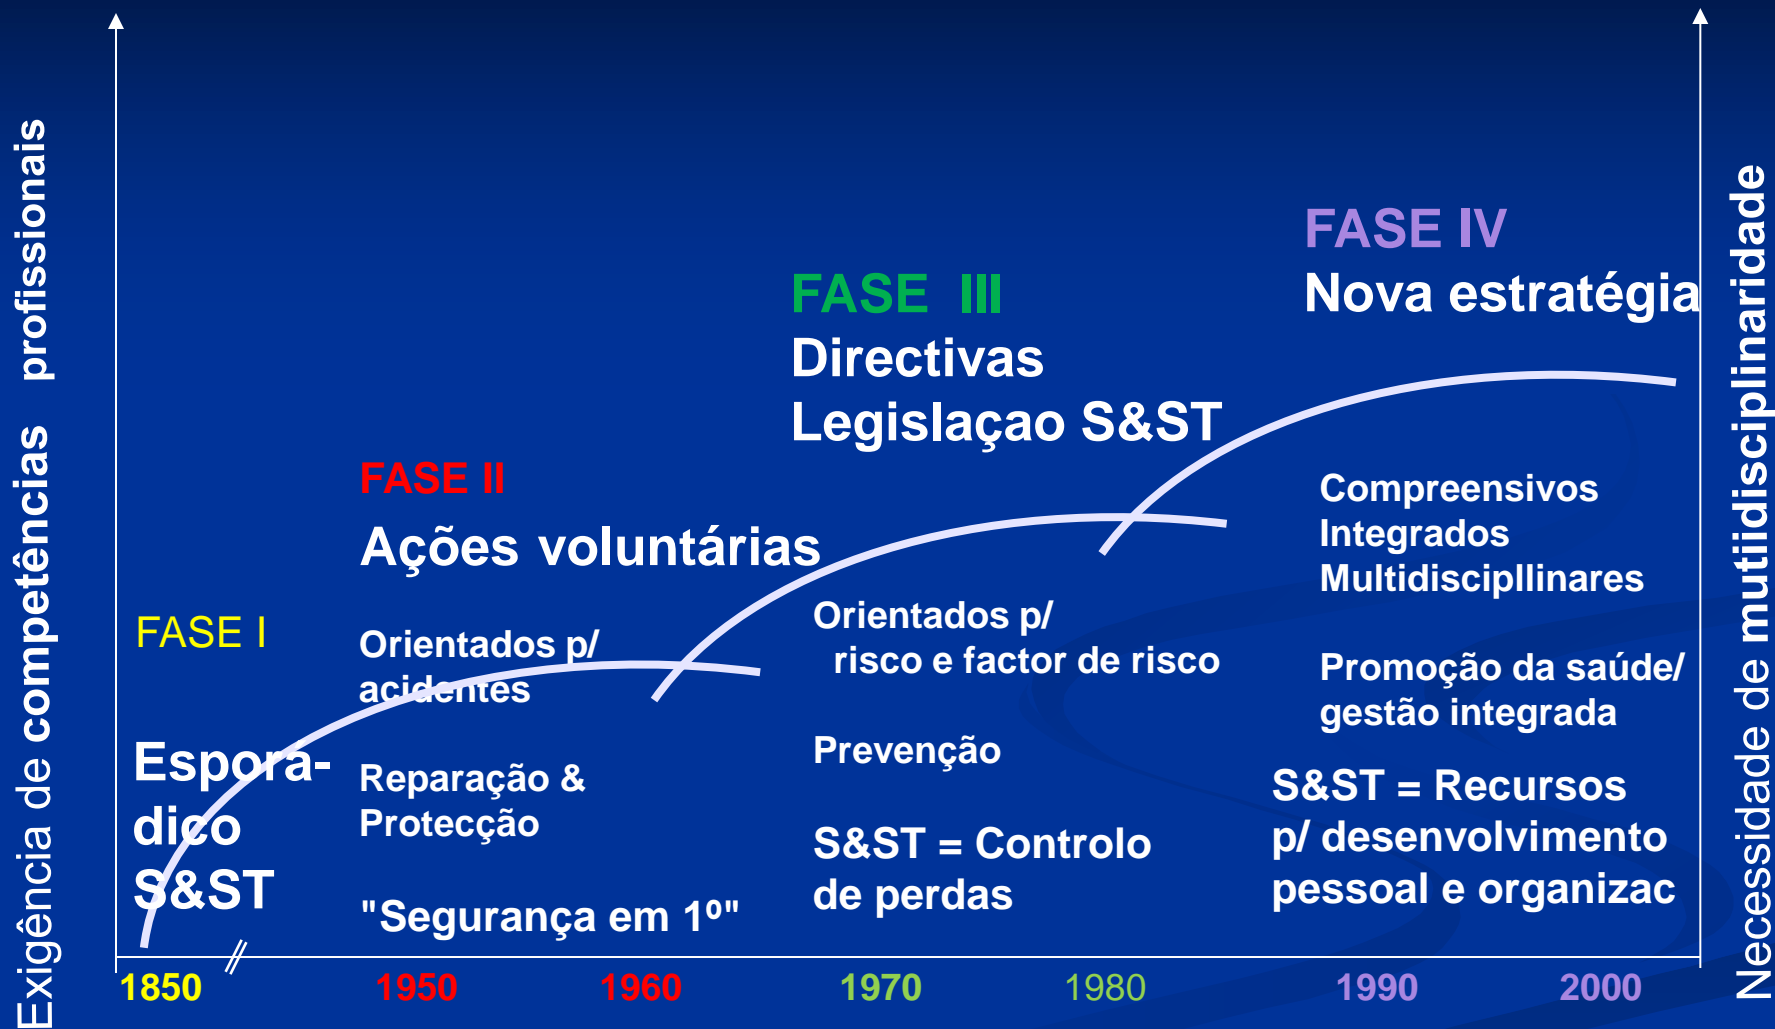 Exigência de competências profissionais
FASE I
Espora-
dico
S&ST
FASE II
Ações voluntárias
Orientados p/
acidentes
Reparação &
Protecção
"Segurança em 1º"
FASE III
Directivas
Legislaçao S&ST
Orientados p/
risco e factor de risco
Prevenção
S&ST = Controlo
de perdas
FASE IV
Nova estratégia
Compreensivos
Integrados
Multidiscipllinares
Promoção da saúde/
gestão integrada
S&ST = Recursos
p/ desenvolvimento
pessoal e organizac
1850 1950 1960 1970 1980 1990 2000
Necessidade de mutiidisciplinaridade